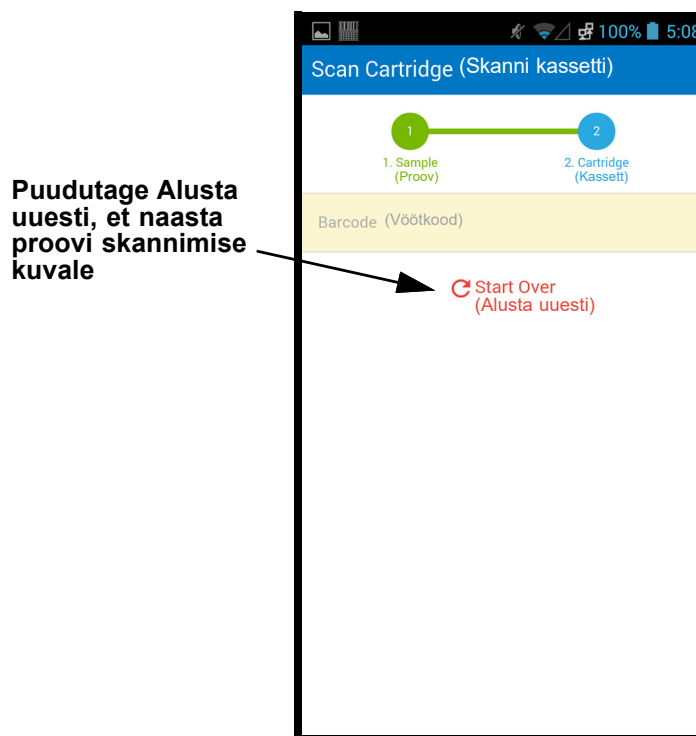 100% 5:08
Scan Cartridge (Skanni kassetti)
1 2
1. Sample 2. Cartridge
(Proov) (Kassett)
Puudutage Alusta
uuesti, et naasta
proovi skannimise
kuvale
Barcode (Vöötkood)
Start Over
(Alusta uuesti)